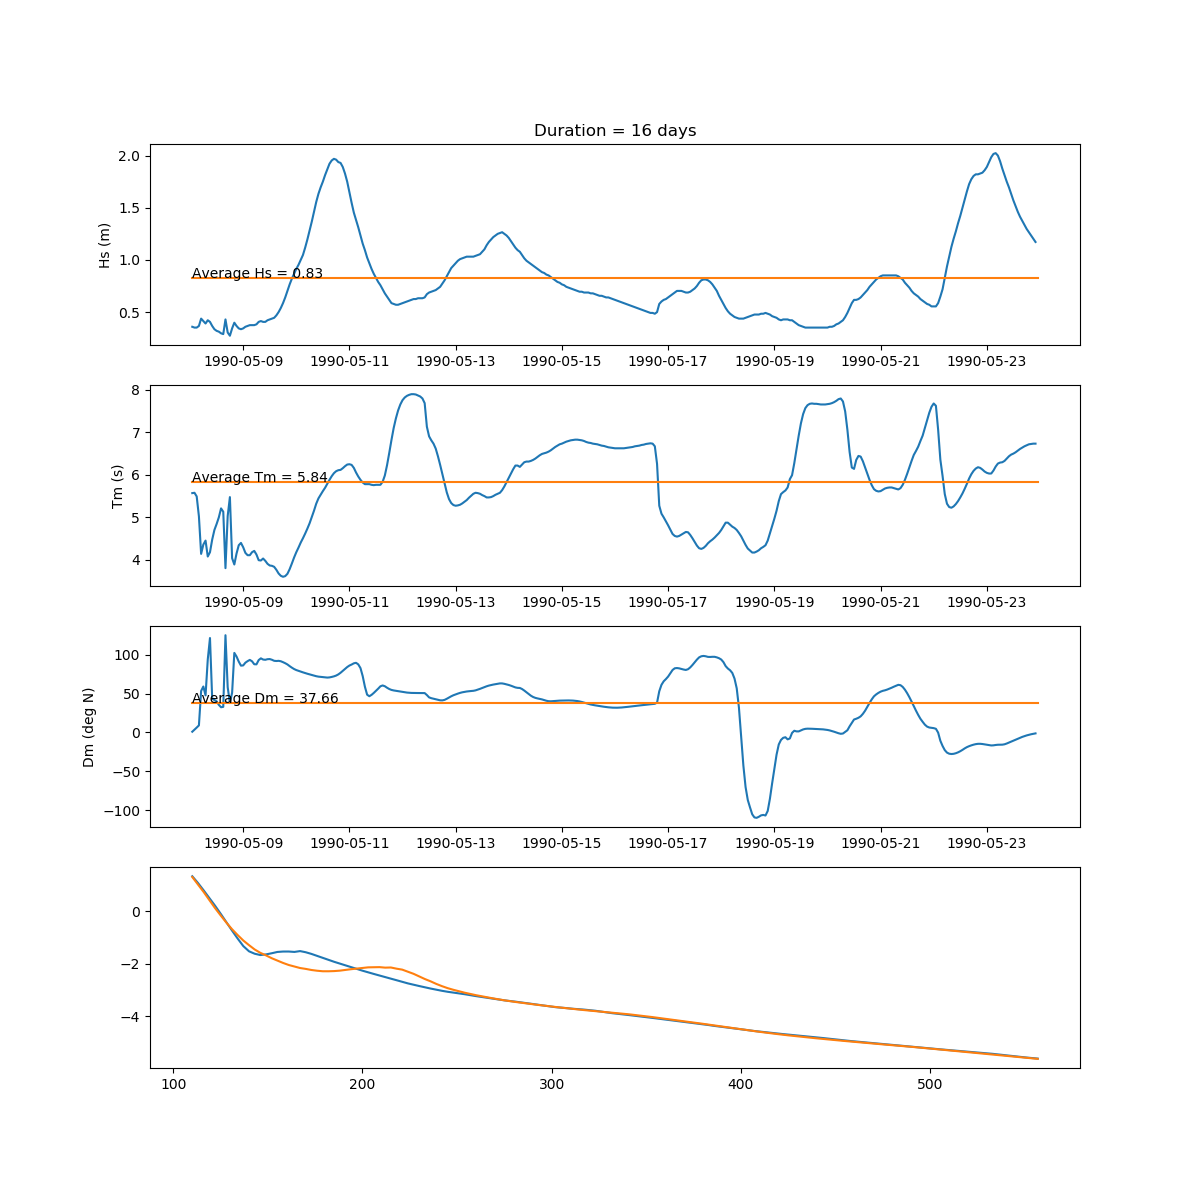 Duration = 16 days
2.0
1.5
1.0
0.5
Hs (m)
Average Hs = 0.83
1990-05-09 1990-05-11 1990-05-13 1990-05-15 1990-05-17 1990-05-19 1990-05-21 1990-05-23
8
7
6
5
4
Tm (s)
Average Tm = 5.84
1990-05-09 1990-05-11 1990-05-13 1990-05-15 1990-05-17 1990-05-19 1990-05-21 1990-05-23
100
50
0
−50
−100
Dm (deg N)
Average Dm = 37.66
1990-05-09 1990-05-11 1990-05-13 1990-05-15 1990-05-17 1990-05-19 1990-05-21 1990-05-23
0
−2
−4
100 200 300 400 500